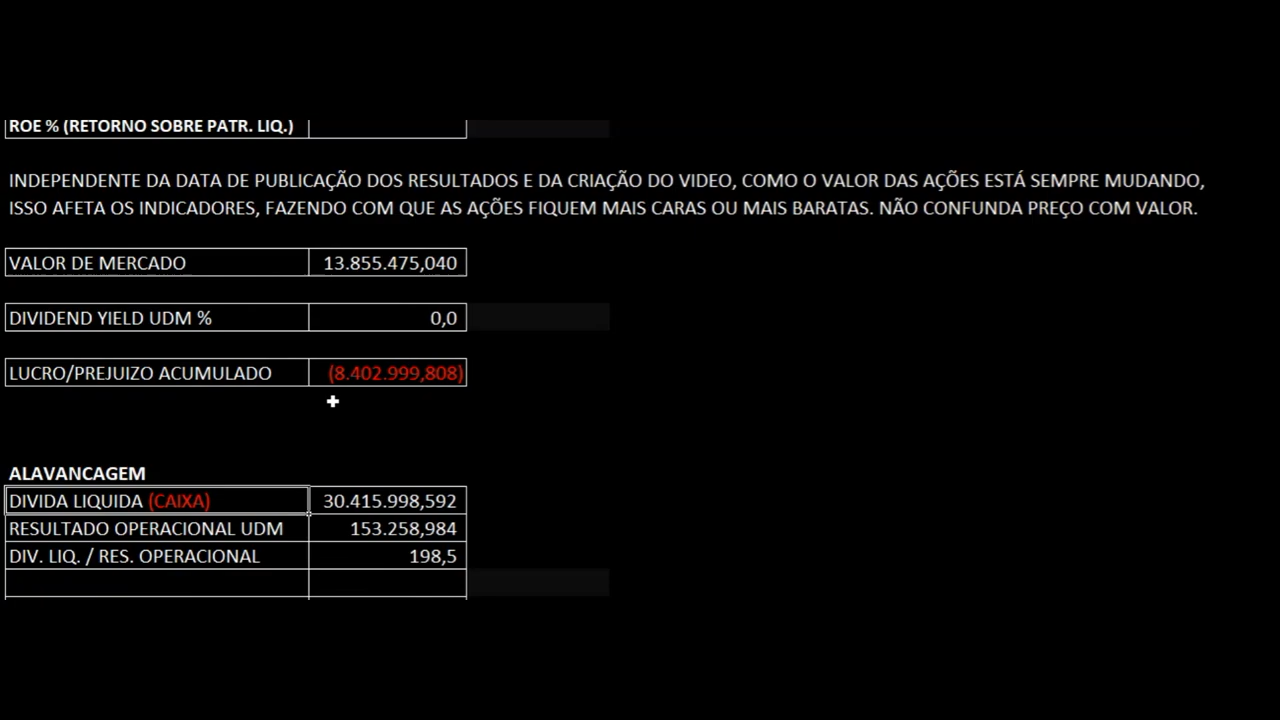 ROE % (RETORNO SOBRE PATR. LIQ.)
INDEPENDENTE DA DATA DE PUBLICAÇÃO DOS RESULTADOS E DA CRIAÇÃO DO VIDEO, COMO O VALOR DAS AÇÕES ESTÁ SEMPRE MUDANDO,
ISSO AFETA OS INDICADORES, FAZENDO COM QUE AS AÇÕES FIQUEM MAIS CARAS OU MAIS BARATAS. NÃO CONFUNDA PREÇO COM VALOR.
VALOR DE MERCADO 13.855.475,040
DIVIDEND YIELD UDM % 0,0
LUCRO/PREJUIZO ACUMULADO (8.402.999,808)
ALAVANCAGEM
DIVIDA LIQUIDA (CAIXA) 30.415.998,592
RESULTADO OPERACIONAL UDM 153.258,984
DIV. LIQ. / RES. OPERACIONAL 198,5